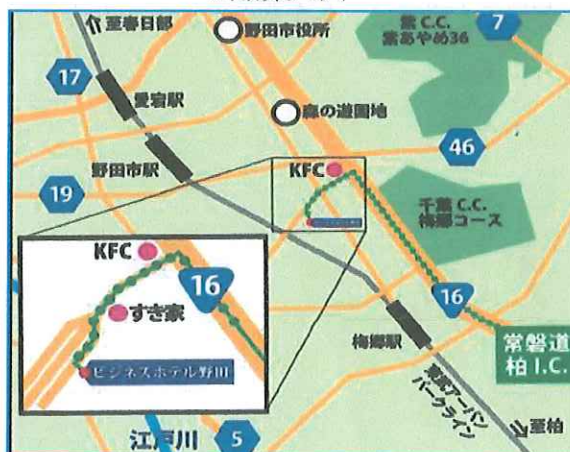 至春日部
野田市役所
紫C.C.
紫あやめ36
7
17
愛宕駅
森の遊園地
46
野田市駅
KFC
19
千葉C.C.
梅郷コース
KFC
16
すき家
16
梅郷駅
常磐道
柏I.C.
ビジネスホテル野田
東武アーバン
パークライン
至柏
江戸川
5